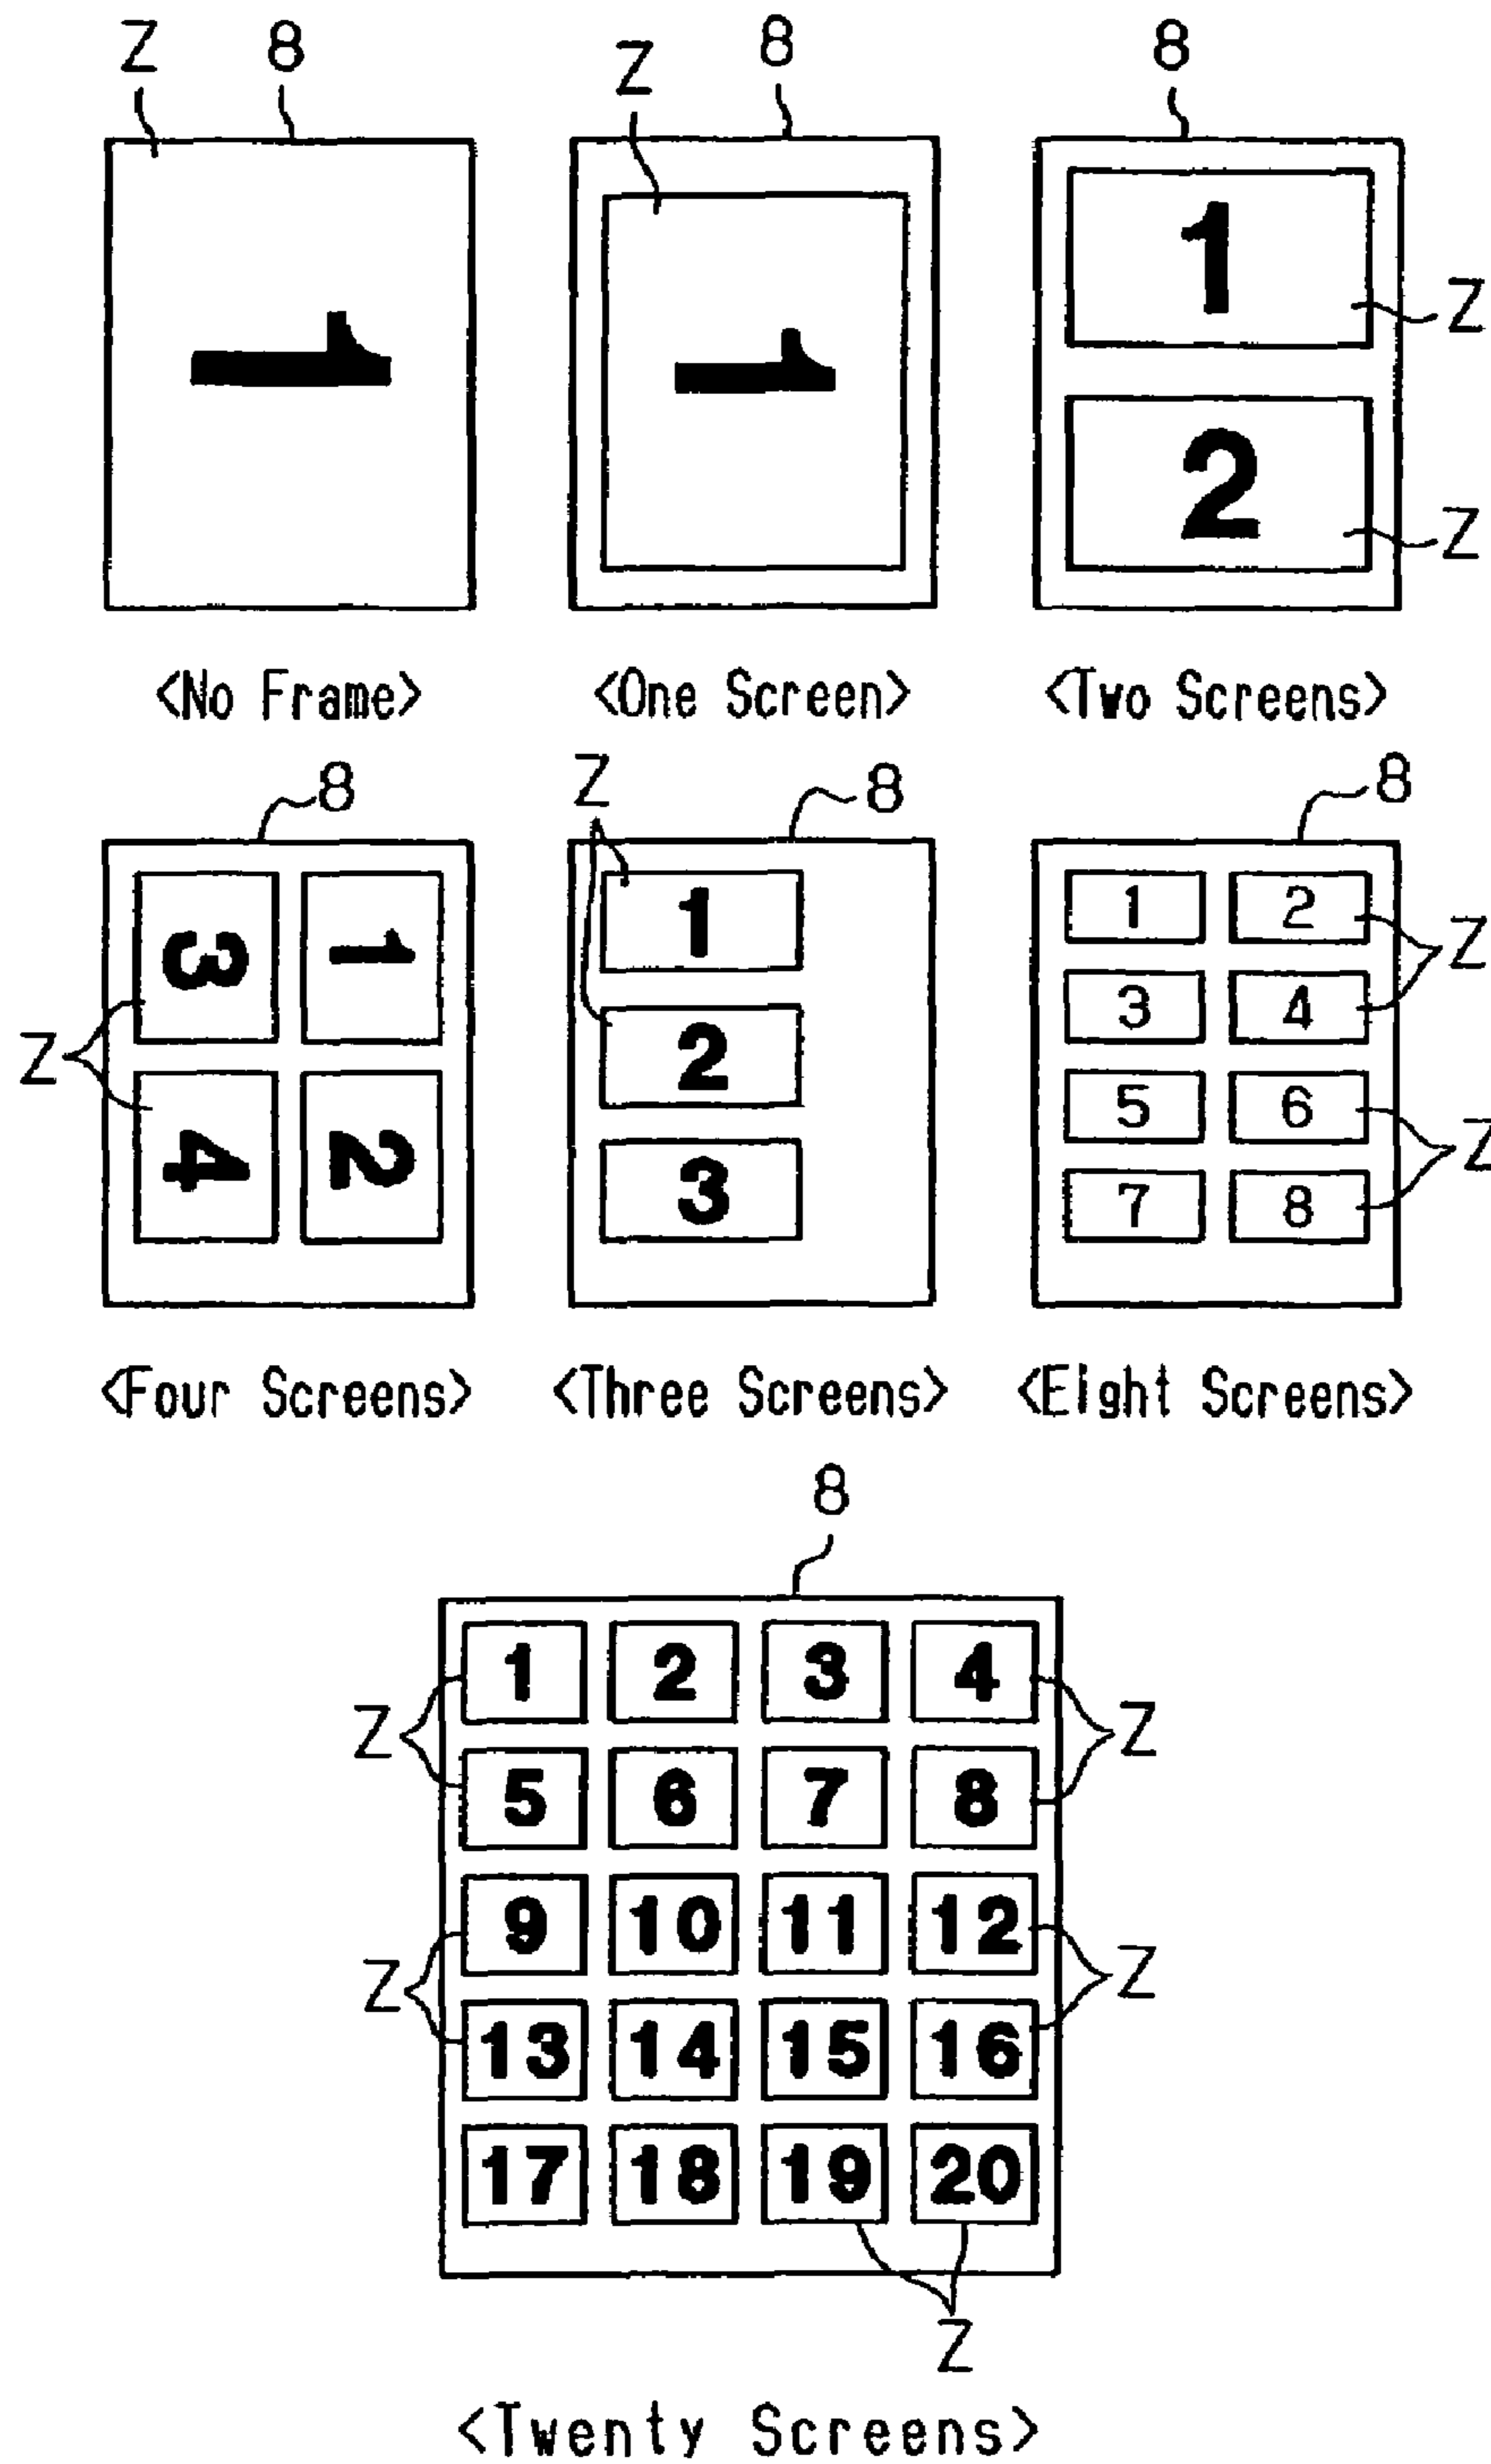 Z 8 Z 8 8
1 1 1
Z
2
Z
<No Frame> <One Screen> <Two Screens>
8 Z 8 8
3 1 1 1 2
Z
3 4
Z 2
4 2 5 6
Z
3 7 8
<Four Screens> <Three Screens> <Eight Screens>
8
1 2 3 4
Z Z
5 6 7 8
9 10 11 12
Z Z
13 14 15 16
17 18 19 20
Z
<Twenty Screens>